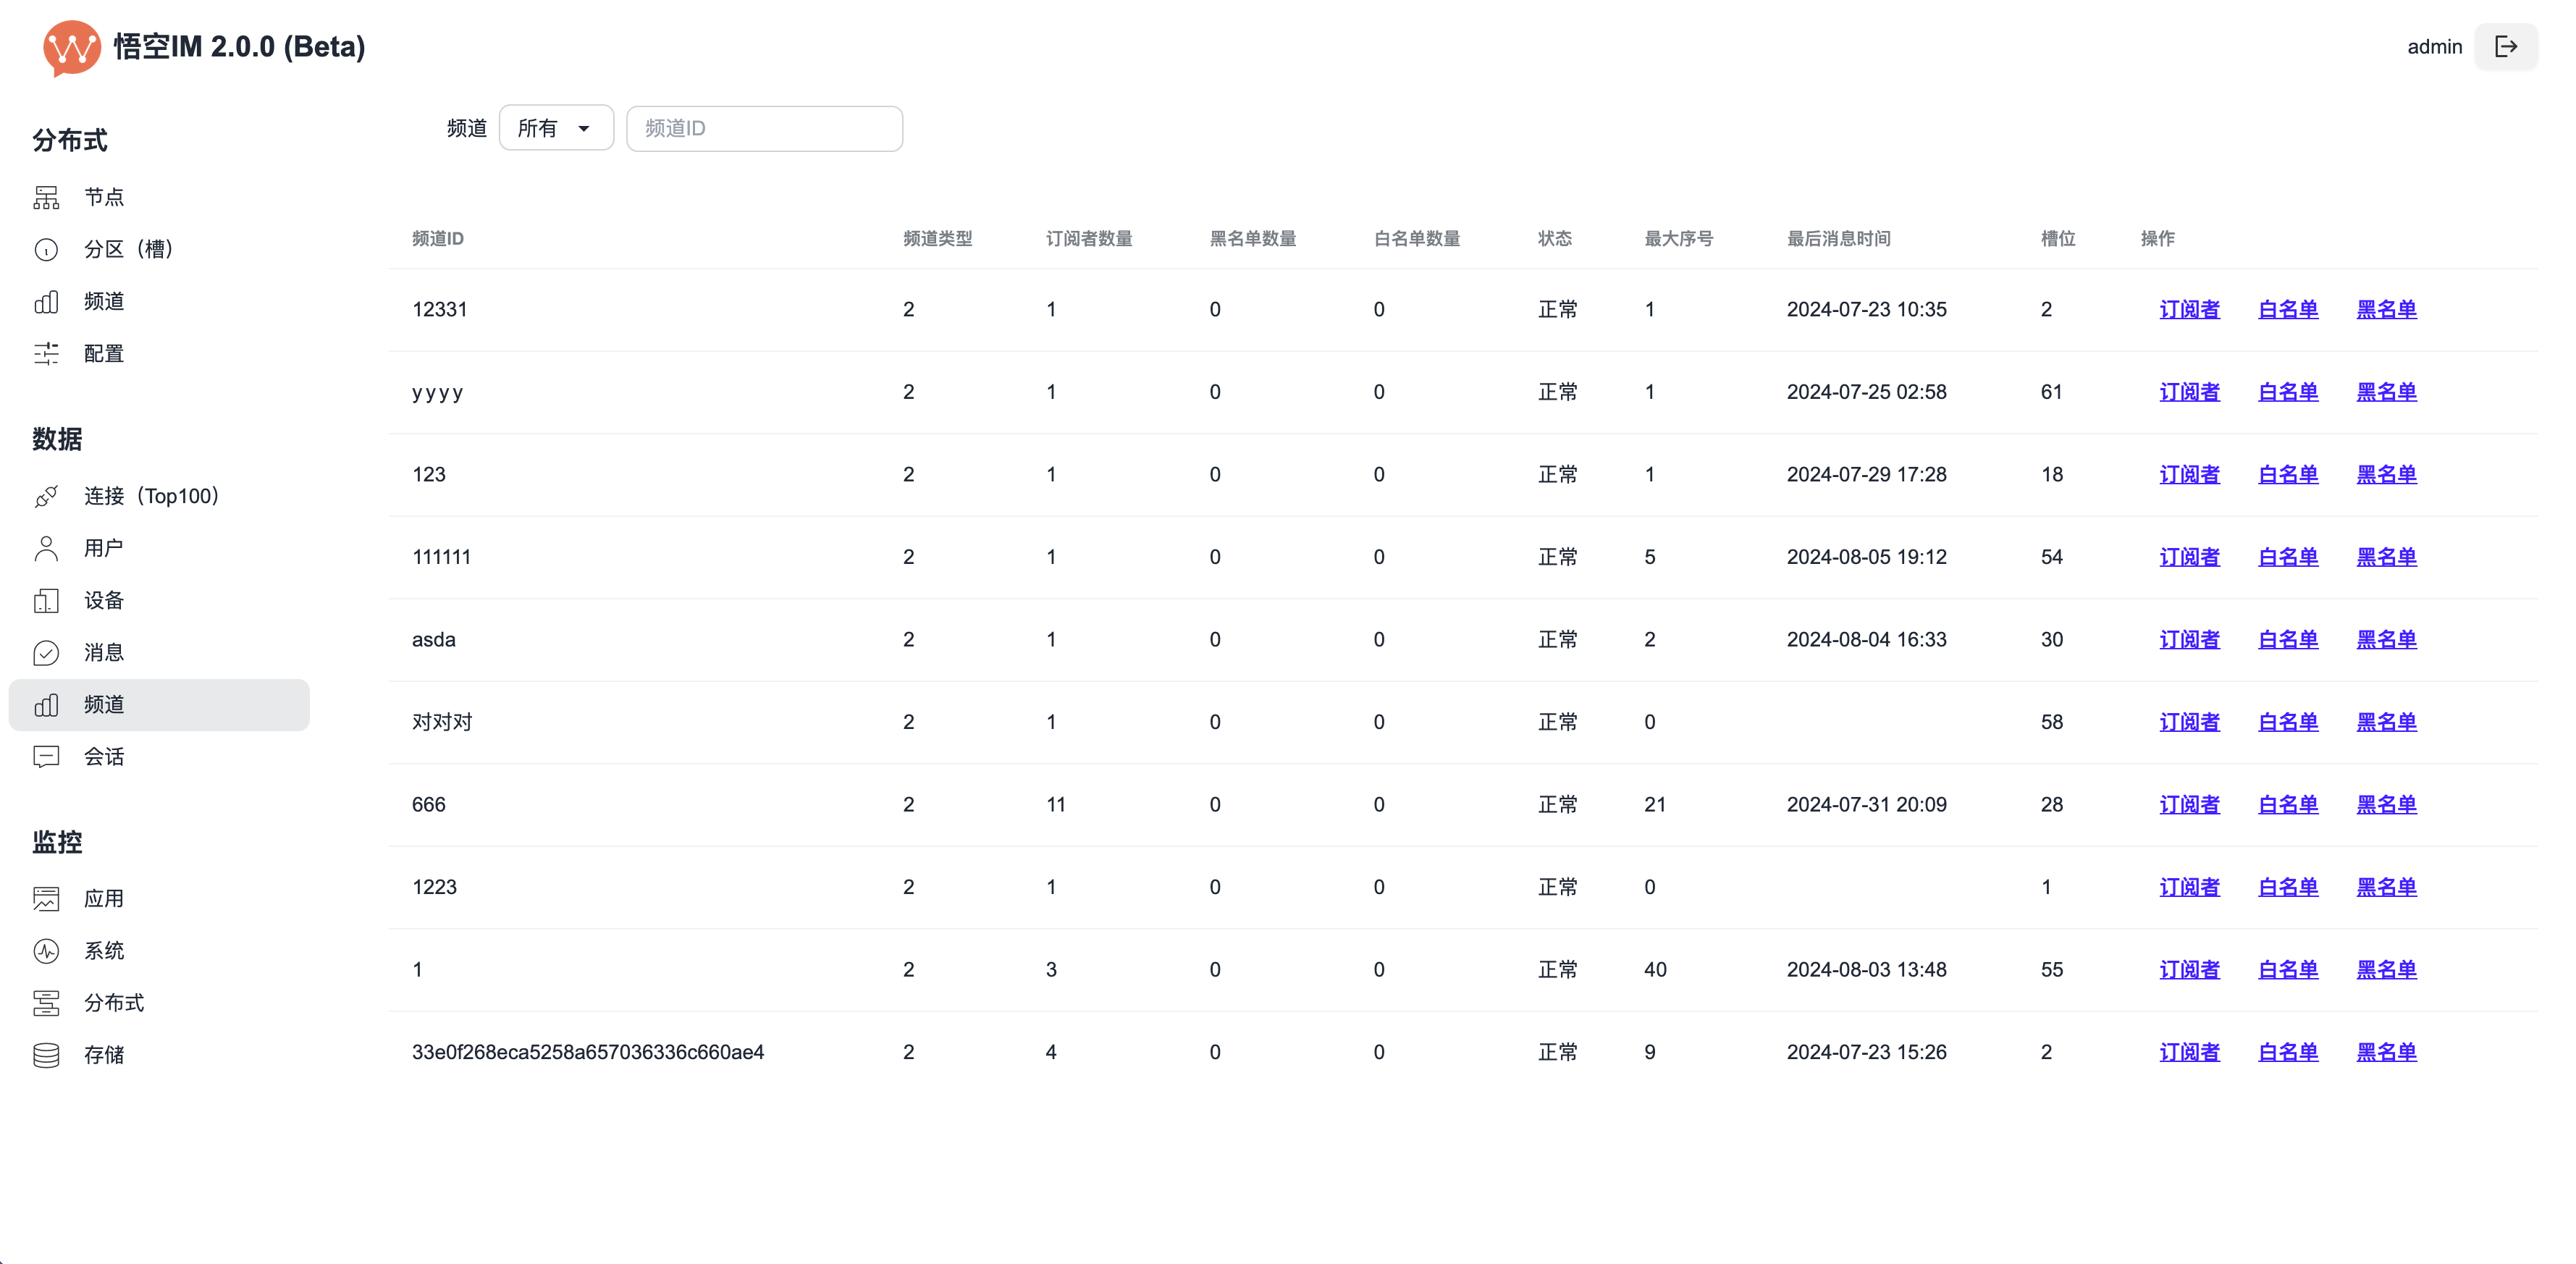 悟空IM 2.0.0 (Beta)
admin
分布式
节点
分区（槽）
频道
配置
数据
连接（Top100）
用户
设备
消息
频道
会话
监控
应用
系统
分布式
存储
频道 所有 频道ID
频道ID 频道类型 订阅者数量 黑名单数量 白名单数量 状态 最大序号 最后消息时间 槽位 操作
12331 2 1 0 0 正常 1 2024-07-23 10:35 2 订阅者 白名单 黑名单
yyyy 2 1 0 0 正常 1 2024-07-25 02:58 61 订阅者 白名单 黑名单
123 2 1 0 0 正常 1 2024-07-29 17:28 18 订阅者 白名单 黑名单
111111 2 1 0 0 正常 5 2024-08-05 19:12 54 订阅者 白名单 黑名单
asda 2 1 0 0 正常 2 2024-08-04 16:33 30 订阅者 白名单 黑名单
对对对 2 1 0 0 正常 0 58 订阅者 白名单 黑名单
666 2 11 0 0 正常 21 2024-07-31 20:09 28 订阅者 白名单 黑名单
1223 2 1 0 0 正常 0 1 订阅者 白名单 黑名单
1 2 3 0 0 正常 40 2024-08-03 13:48 55 订阅者 白名单 黑名单
33e0f268eca5258a657036336c660ae4 2 4 0 0 正常 9 2024-07-23 15:26 2 订阅者 白名单 黑名单